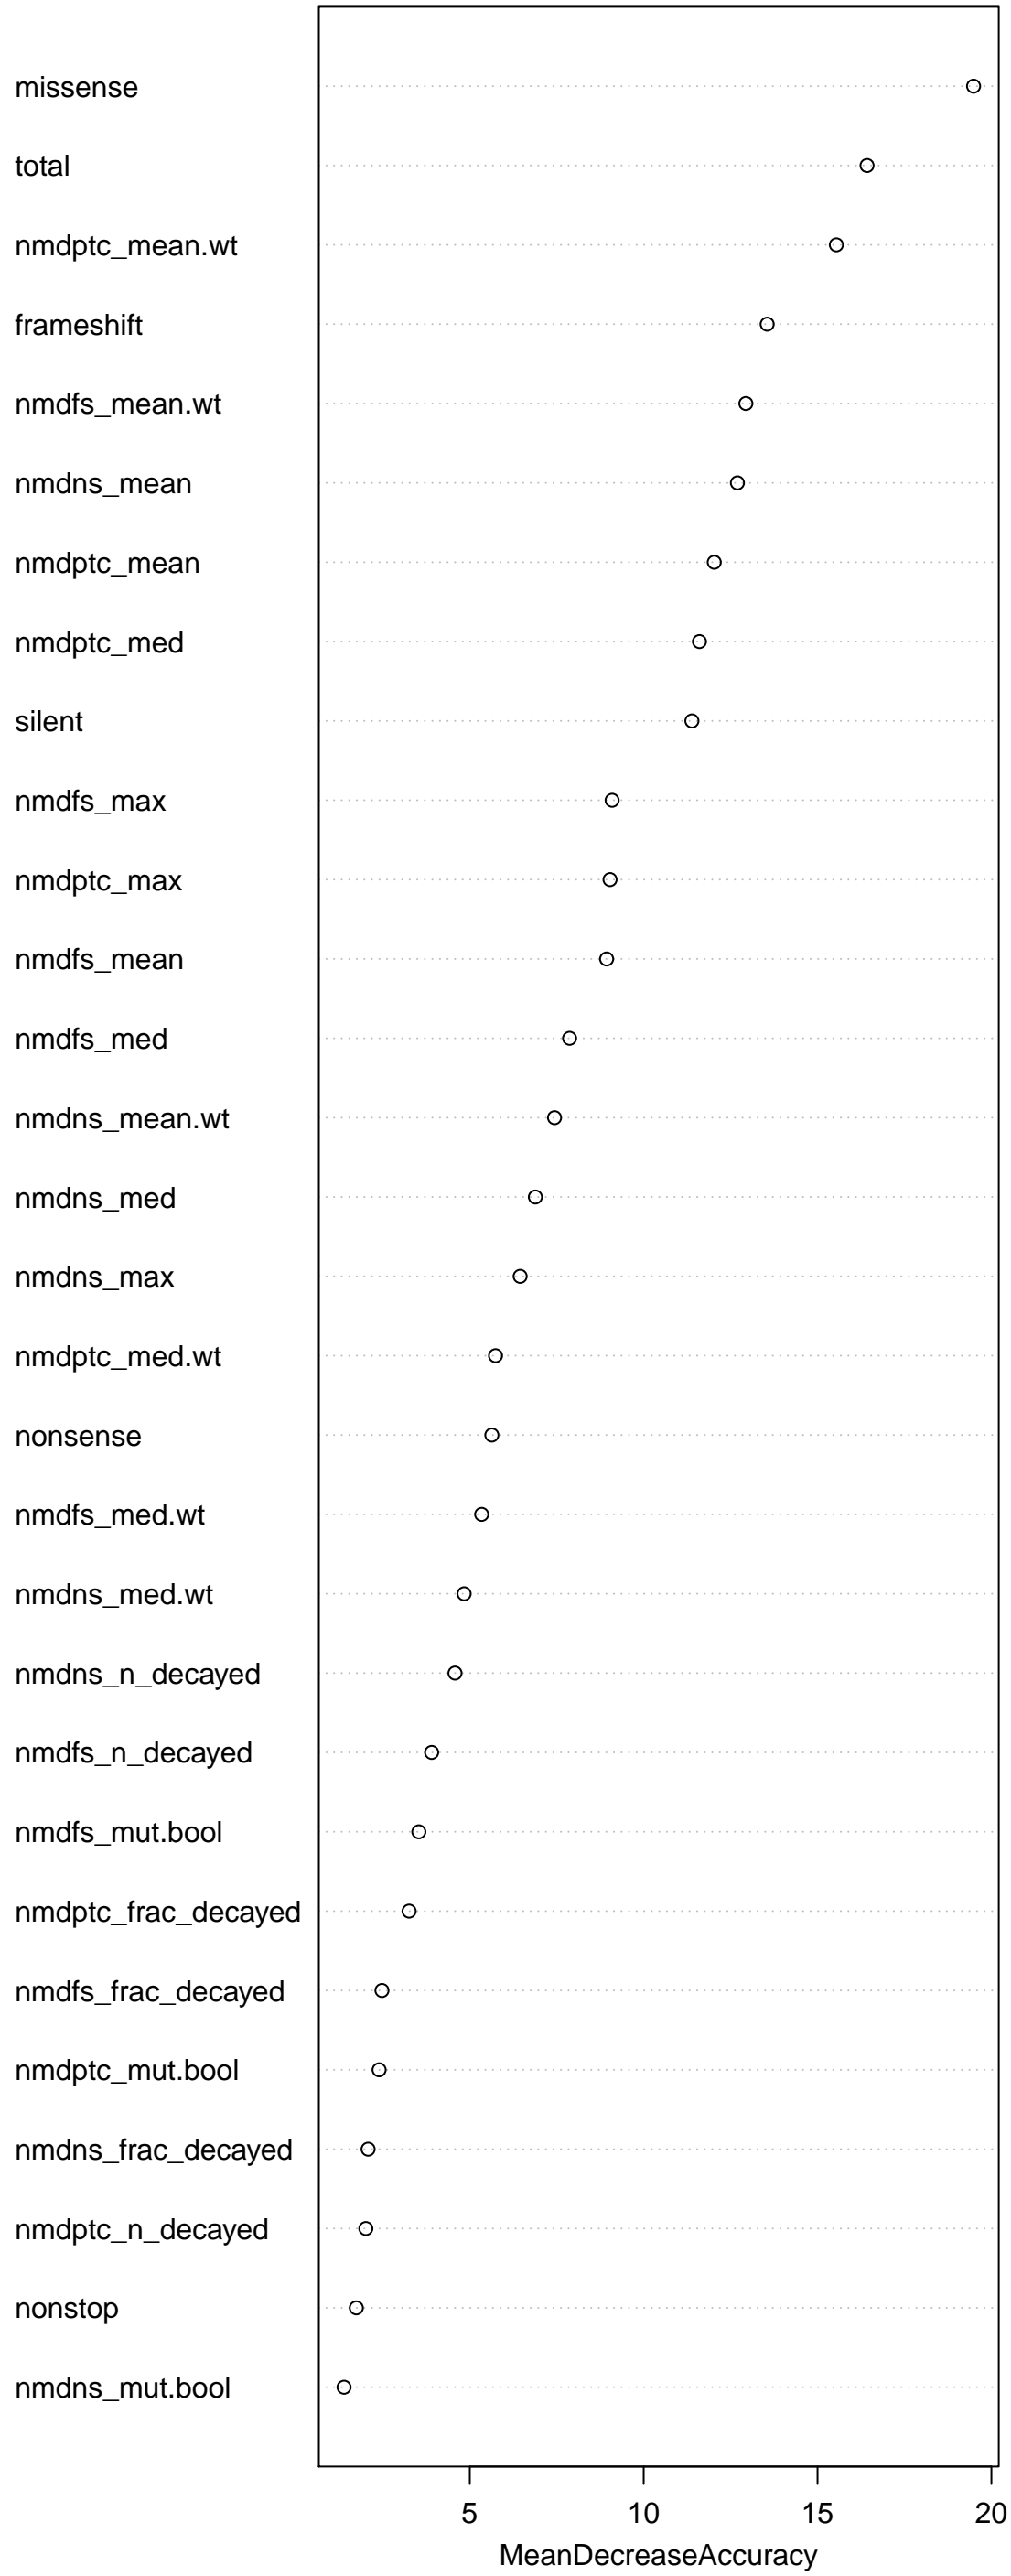 missense
total
nmdptc_mean.wt
frameshift
nmdfs_mean.wt
nmdns_mean
nmdptc_mean
nmdptc_med
silent
nmdfs_max
nmdptc_max
nmdfs_mean
nmdfs_med
nmdns_mean.wt
nmdns_med
nmdns_max
nmdptc_med.wt
nonsense
nmdfs_med.wt
nmdns_med.wt
nmdns_n_decayed
nmdfs_n_decayed
nmdfs_mut.bool
nmdptc_frac_decayed
nmdfs_frac_decayed
nmdptc_mut.bool
nmdns_frac_decayed
nmdptc_n_decayed
nonstop
nmdns_mut.bool
5 10 15 20
MeanDecreaseAccuracy